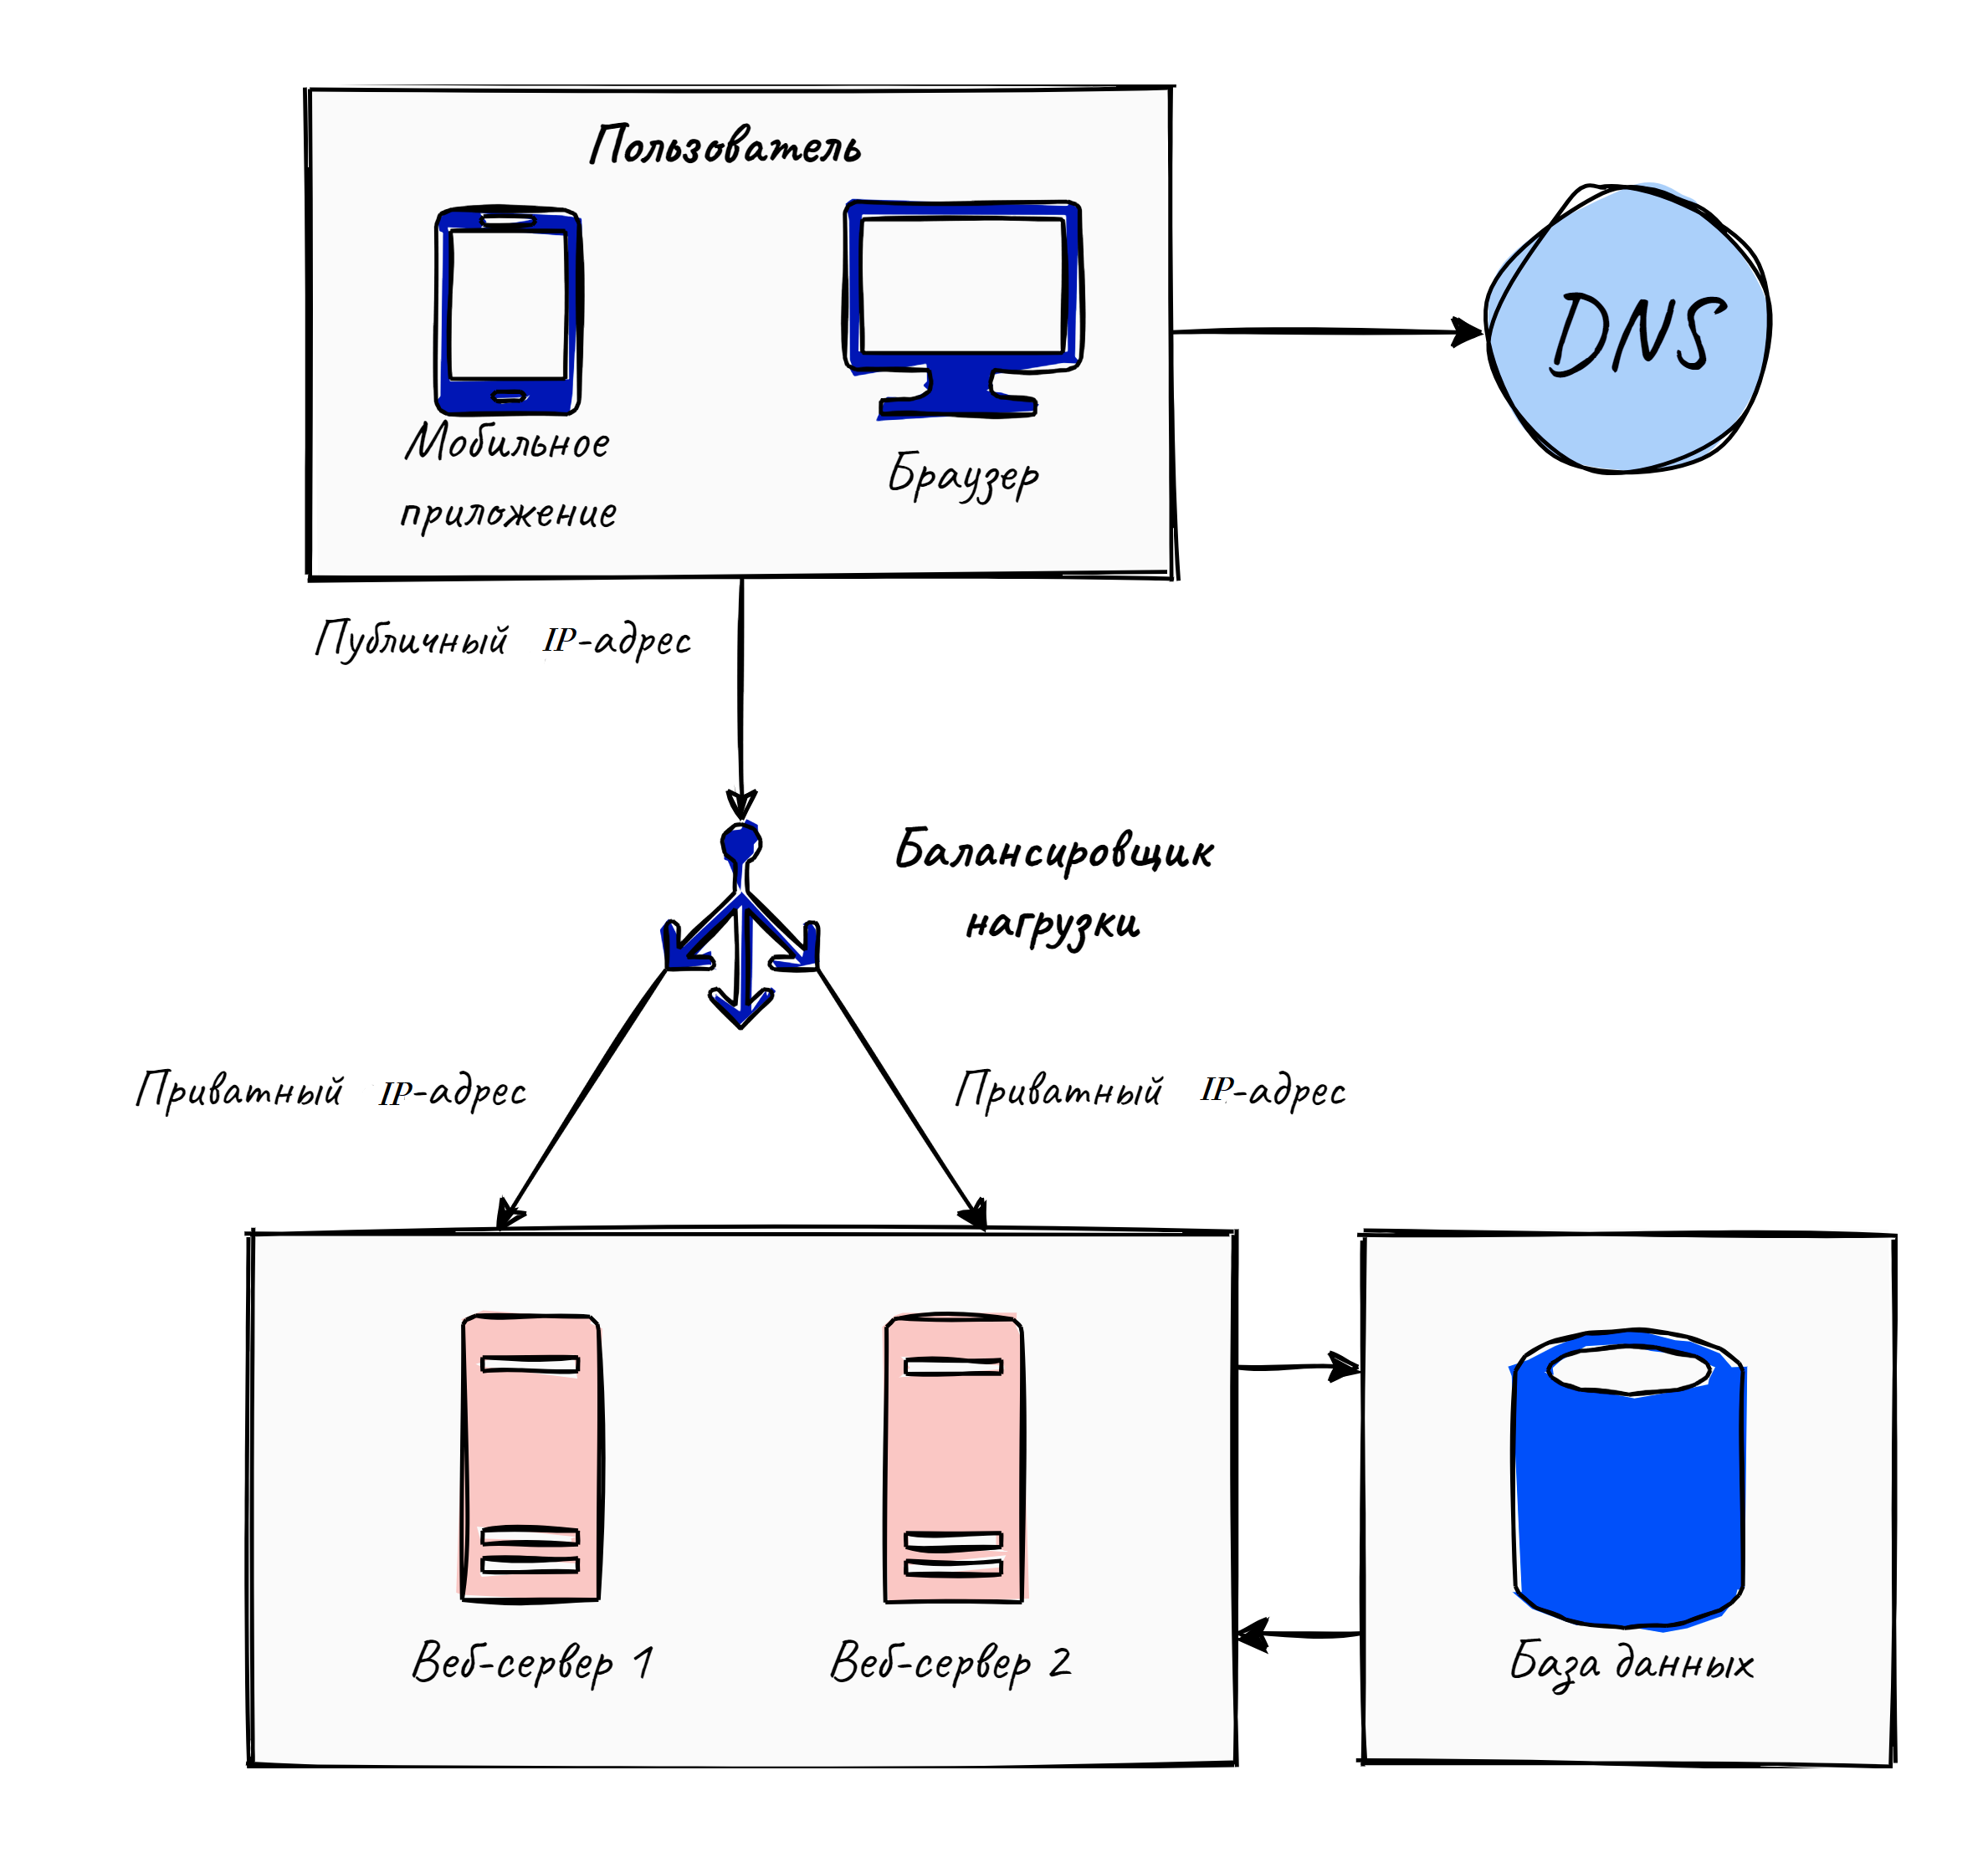 Пользователь
Мобильное
приложение
Браузер
DNS
Публичный IP-адрес
Балансировщик
нагрузки
Приватный IP-адрес
Приватный IP-адрес
Веб-сервер 1
Веб-сервер 2
База данных